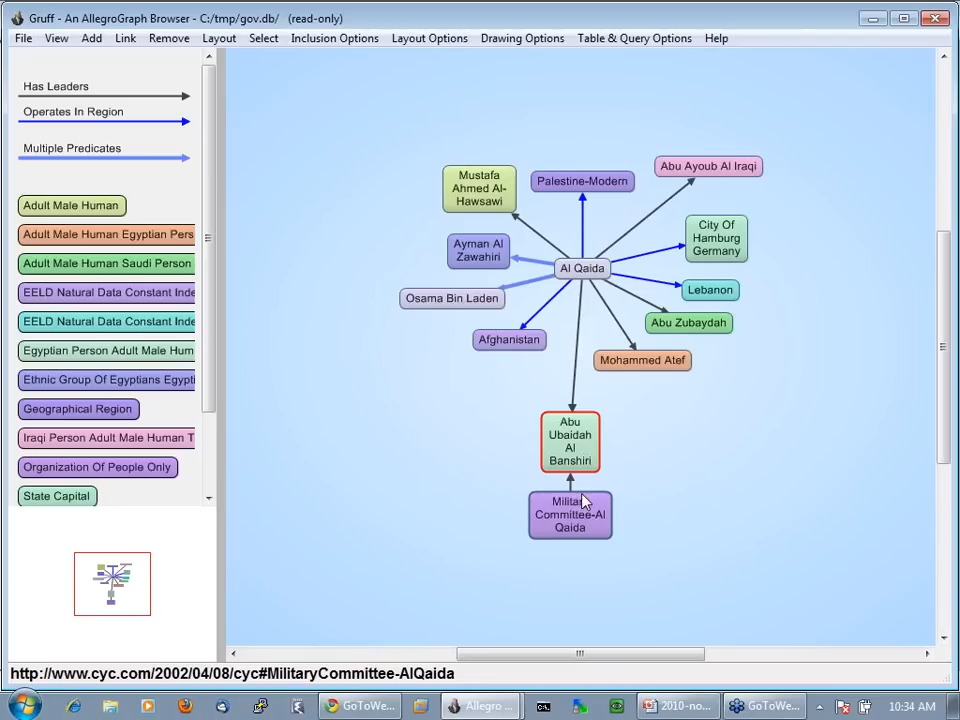 Gruff - An AllegroGraph Browser - C:/tmp/gov.db/ (read-only)
File View Add Link Remove Layout Select Inclusion Options Layout Options Drawing Options Table & Query Options Help
Has Leaders
Operates In Region
Multiple Predicates
Adult Male Human
Adult Male Human Egyptian Pers
Adult Male Human Saudi Person
EELD Natural Data Constant Inde
EELD Natural Data Constant Inde
Egyptian Person Adult Male Hum
Ethnic Group Of Egyptians Egypti
Geographical Region
Iraqi Person Adult Male Human T
Organization Of People Only
State Capital
Mustafa
Ahmed Al-
Hawsawi
Palestine-Modern
Abu Ayoub Al Iraqi
Ayman Al
Zawahiri
Al Qaida
City Of
Hamburg
Germany
Osama Bin Laden
Lebanon
Afghanistan
Abu Zubaydah
Mohammed Atef
Abu
Ubaidah
Al
Banshiri
Military
Committee-Al
Qaida
http://www.cyc.com/2002/04/08/cyc#MilitaryCommittee-AlQaida
GoToWe...
Allegro ...
2010-no...
GoToWe...
10:34 AM